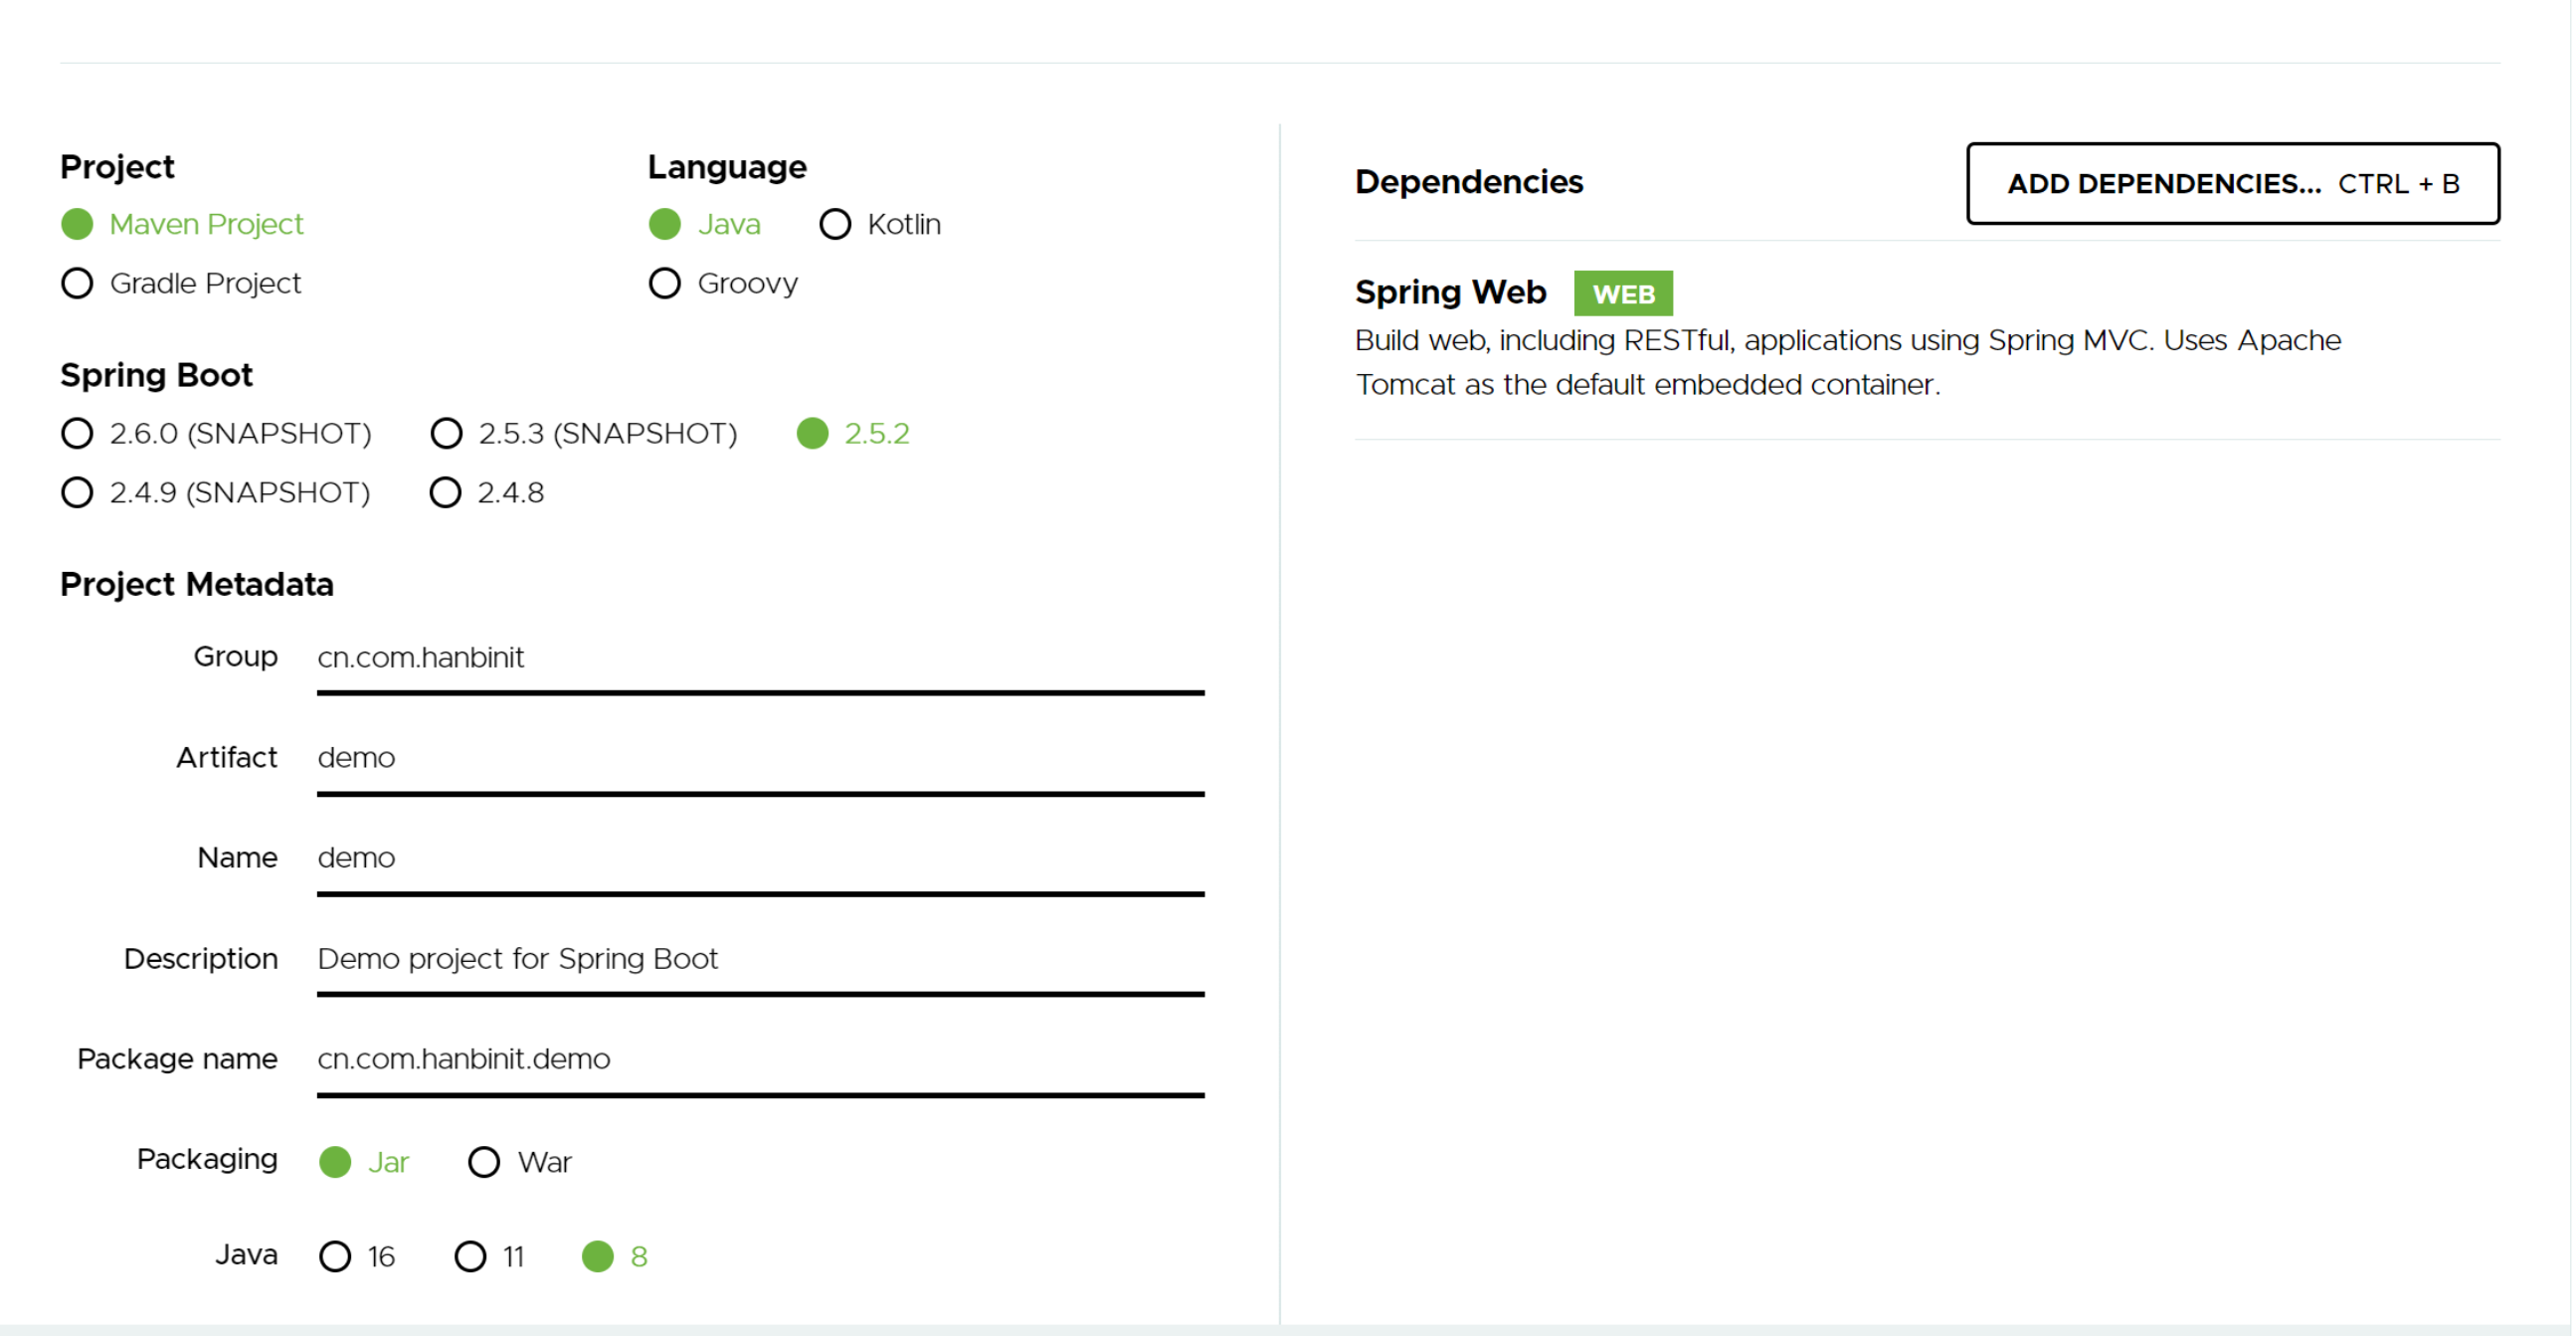 Project
Maven Project
Gradle Project
Language
Java Kotlin
Groovy
Spring Boot
2.6.0 (SNAPSHOT) 2.5.3 (SNAPSHOT) 2.5.2
2.4.9 (SNAPSHOT) 2.4.8
Project Metadata
Group cn.com.hanbinit
Artifact demo
Name demo
Description Demo project for Spring Boot
Package name cn.com.hanbinit.demo
Packaging Jar War
Java 16 11 8
Dependencies ADD DEPENDENCIES... CTRL + B
Spring Web WEB
Build web, including RESTful, applications using Spring MVC. Uses Apache
Tomcat as the default embedded container.